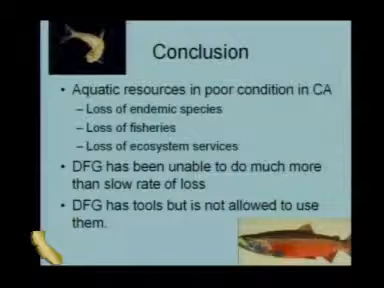 Conclusion
• Aquatic resources in poor condition in CA
– Loss of endemic species
– Loss of fisheries
– Loss of ecosystem services
• DFG has been unable to do much more
than slow rate of loss
• DFG has tools but is not allowed to use
them.